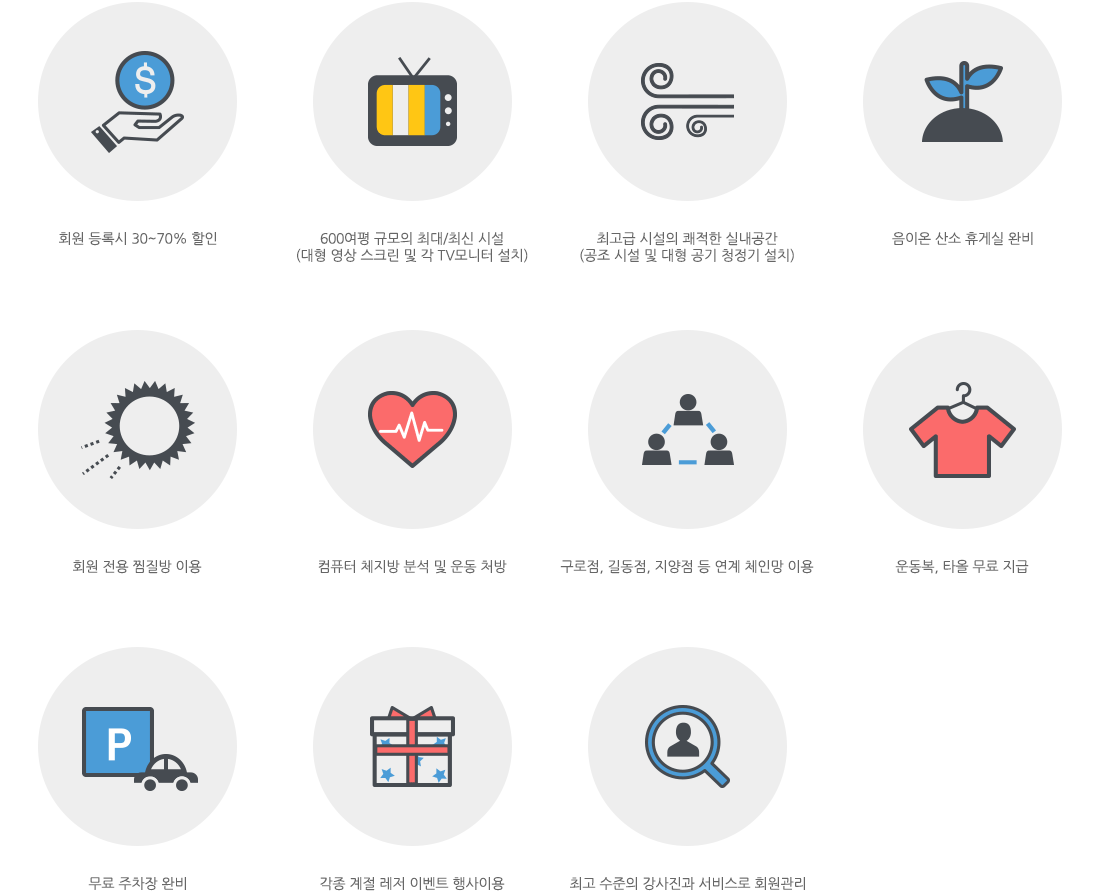 $
회원 등록시 30~70% 할인
600여평 규모의 최대/최신 시설
(대형 영상 스크린 및 각 TV모니터 설치)
최고급 시설의 쾌적한 실내공간
(공조 시설 및 대형 공기 청정기 설치)
음이온 산소 휴게실 완비
회원 전용 찜질방 이용
컴퓨터 체지방 분석 및 운동 처방
구로점, 길동점, 지양점 등 연계 체인망 이용
운동복, 타올 무료 지급
P
무료 주차장 완비
각종 계절 레저 이벤트 행사이용
최고 수준의 강사진과 서비스로 회원관리